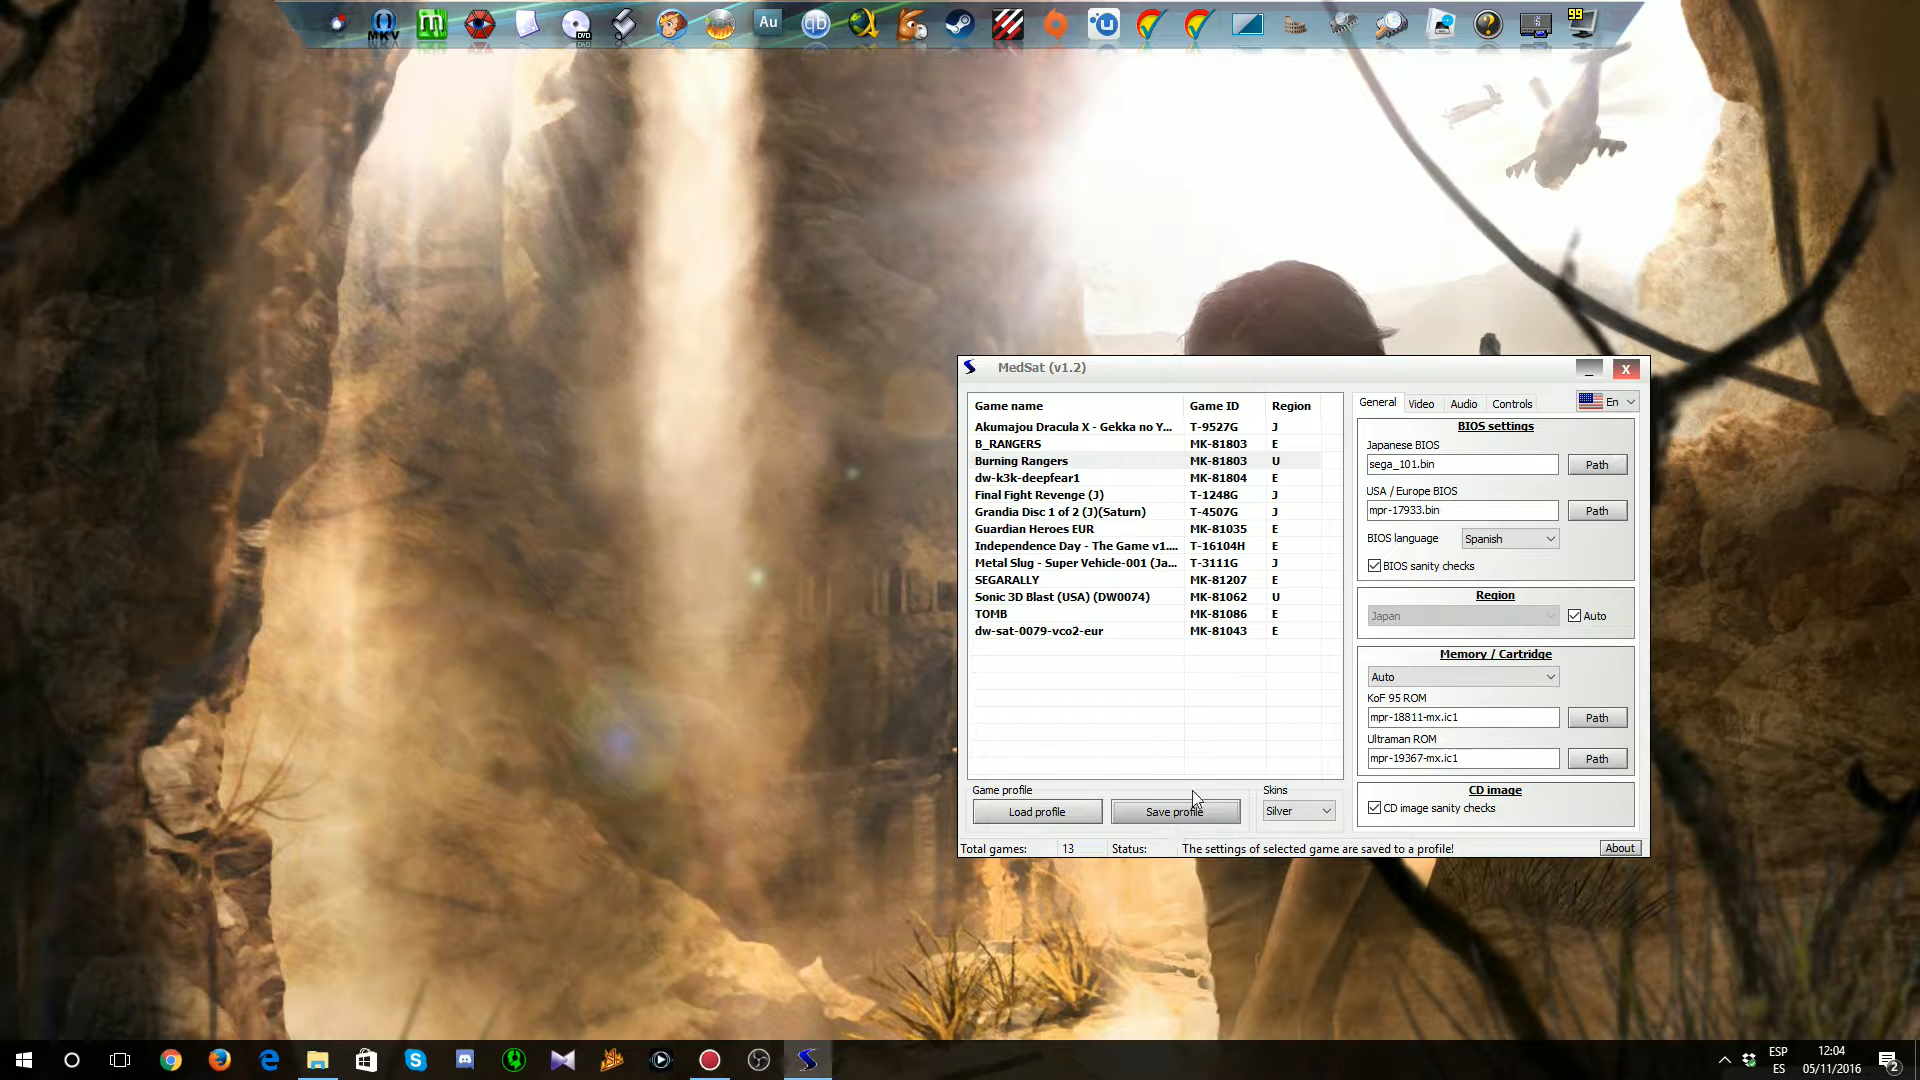 MKV
DVD
Au
qb
99
MedSat (v1.2)
_
X
Game name Game ID Region
Akumajou Dracula X - Gekka no Y... T-9527G J
B_RANGERS MK-81803 E
Burning Rangers MK-81803 U
dw-k3k-deepfear1 MK-81804 E
Final Fight Revenge (J) T-1248G J
Grandia Disc 1 of 2 (J)(Saturn) T-4507G J
Guardian Heroes EUR MK-81035 E
Independence Day - The Game v1.... T-16104H E
Metal Slug - Super Vehicle-001 (Ja... T-3111G J
SEGARALLY MK-81207 E
Sonic 3D Blast (USA) (DW0074) MK-81062 U
TOMB MK-81086 E
dw-sat-0079-vco2-eur MK-81043 E
Game profile
Load profile Save profile
Skins
Silver
General Video Audio Controls En
BIOS settings
Japanese BIOS
sega_101.bin Path
USA / Europe BIOS
mpr-17933.bin Path
BIOS language Spanish
BIOS sanity checks
Region
Japan Auto
Memory / Cartridge
Auto
KoF 95 ROM
mpr-18811-mx.ic1 Path
Ultraman ROM
mpr-19367-mx.ic1 Path
CD image
CD image sanity checks
Total games: 13 Status: The settings of selected game are saved to a profile! About
ESP
ES
12:04
05/11/2016
2